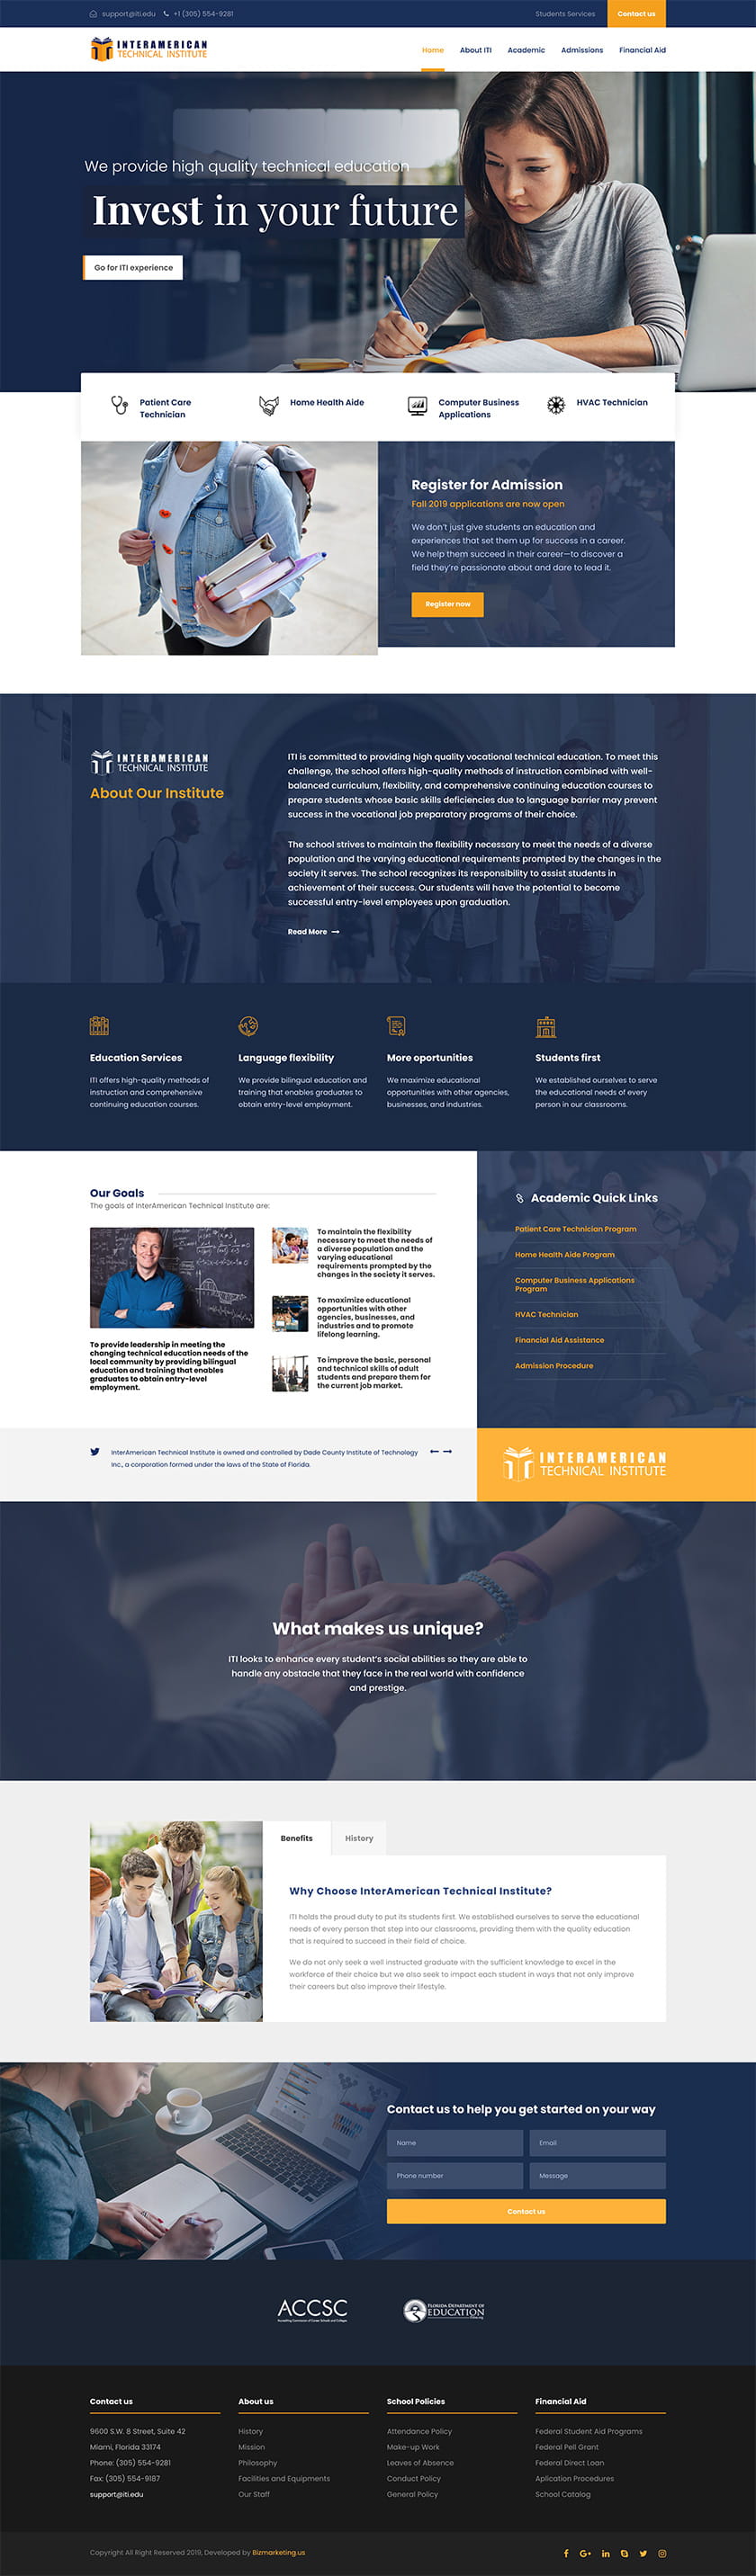 support@iti.edu +1 (305) 554-9281 Students Services Contact us
INTERAMERICAN
TECHNICAL INSTITUTE
Home About ITI Academic Admissions Financial Aid
We provide high quality technical education
Invest in your future
Go for ITI experience
Patient Care
Technician
Home Health Aide
Computer Business
Applications
HVAC Technician
Register for Admission
Fall 2019 applications are now open
We don't just give students an education and
experiences that set them up for success in a career.
We help them succeed in their career—to discover a
field they're passionate about and dare to lead it.
Register now
INTERAMERICAN
TECHNICAL INSTITUTE
About Our Institute
ITI is committed to providing high quality vocational technical education. To meet this
challenge, the school offers high-quality methods of instruction combined with well-
balanced curriculum, flexibility, and comprehensive continuing education courses to
prepare students whose basic skills deficiencies due to language barrier may prevent
success in the vocational job preparatory programs of their choice.
The school strives to maintain the flexibility necessary to meet the needs of a diverse
population and the varying educational requirements prompted by the changes in the
society it serves. The school recognizes its responsibility to assist students in
achievement of their success. Our students will have the potential to become
successful entry-level employees upon graduation.
Read More
Education Services
ITI offers high-quality methods of
instruction and comprehensive
continuing education courses.
Language flexibility
We provide bilingual education and
training that enables graduates to
obtain entry-level employment.
More oportunities
We maximize educational
opportunities with other agencies,
businesses, and industries.
Students first
We established ourselves to serve
the educational needs of every
person in our classrooms.
Our Goals
The goals of InterAmerican Technical Institute are:
To provide leadership in meeting the
changing technical education needs of the
local community by providing bilingual
education and training that enables
graduates to obtain entry-level
employment.
To maintain the flexibility
necessary to meet the needs of
a diverse population and the
varying educational
requirements prompted by the
changes in the society it serves.
To maximize educational
opportunities with other
agencies, businesses, and
industries and to promote
lifelong learning.
To improve the basic, personal
and technical skills of adult
students and prepare them for
the current job market.
Academic Quick Links
Patient Care Technician Program
Home Health Aide Program
Computer Business Applications
Program
HVAC Technician
Financial Aid Assistance
Admission Procedure
InterAmerican Technical Institute is owned and controlled by Dade County Institute of Technology
Inc., a corporation formed under the laws of the State of Florida.
INTERAMERICAN
TECHNICAL INSTITUTE
What makes us unique?
ITI looks to enhance every student's social abilities so they are able to
handle any obstacle that they face in the real world with confidence
and prestige.
Benefits History
Why Choose InterAmerican Technical Institute?
ITI holds the proud duty to put its students first. We established ourselves to serve the educational
needs of every person that step into our classrooms, providing them with the quality education
that is required to succeed in their field of choice.
We do not only seek a well instructed graduate with the sufficient knowledge to excel in the
workforce of their choice but we also seek to impact each student in ways that not only improve
their careers but also improve their lifestyle.
Contact us to help you get started on your way
Name Email
Phone number Message
Contact us
ACCSC
Accrediting Commission of Career Schools and Colleges
FLORIDA DEPARTMENT OF
EDUCATION
Contact us
9600 S.W. 8 Street, Suite 42
Miami, Florida 33174
Phone: (305) 554-9281
Fax: (305) 554-9187
support@iti.edu
About us
History
Mission
Philosophy
Facilities and Equipments
Our Staff
School Policies
Attendance Policy
Make-up Work
Leaves of Absence
Conduct Policy
General Policy
Financial Aid
Federal Student Aid Programs
Federal Pell Grant
Federal Direct Loan
Aplication Procedures
School Catalog
Copyright All Right Reserved 2019, Developed by Bizmarketing.us